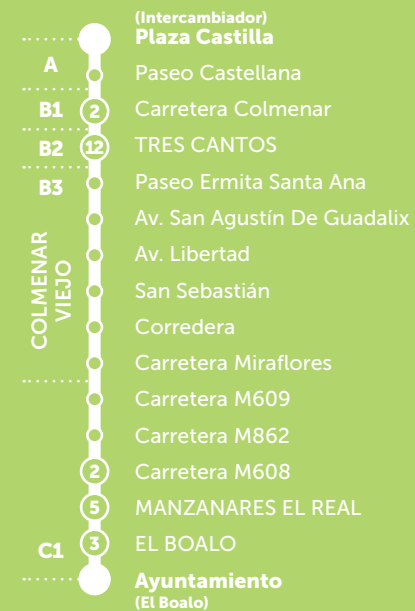 (Intercambiador)
Plaza Castilla
A
Paseo Castellana
B1 2 Carretera Colmenar
B2 12 TRES CANTOS
B3 Paseo Ermita Santa Ana
Av. San Agustín De Guadalix
Av. Libertad
COLMENAR
VIEJO
San Sebastián
Corredera
Carretera Miraflores
Carretera M609
Carretera M862
2 Carretera M608
5 MANZANARES EL REAL
C1 3 EL BOALO
Ayuntamiento
(El Boalo)